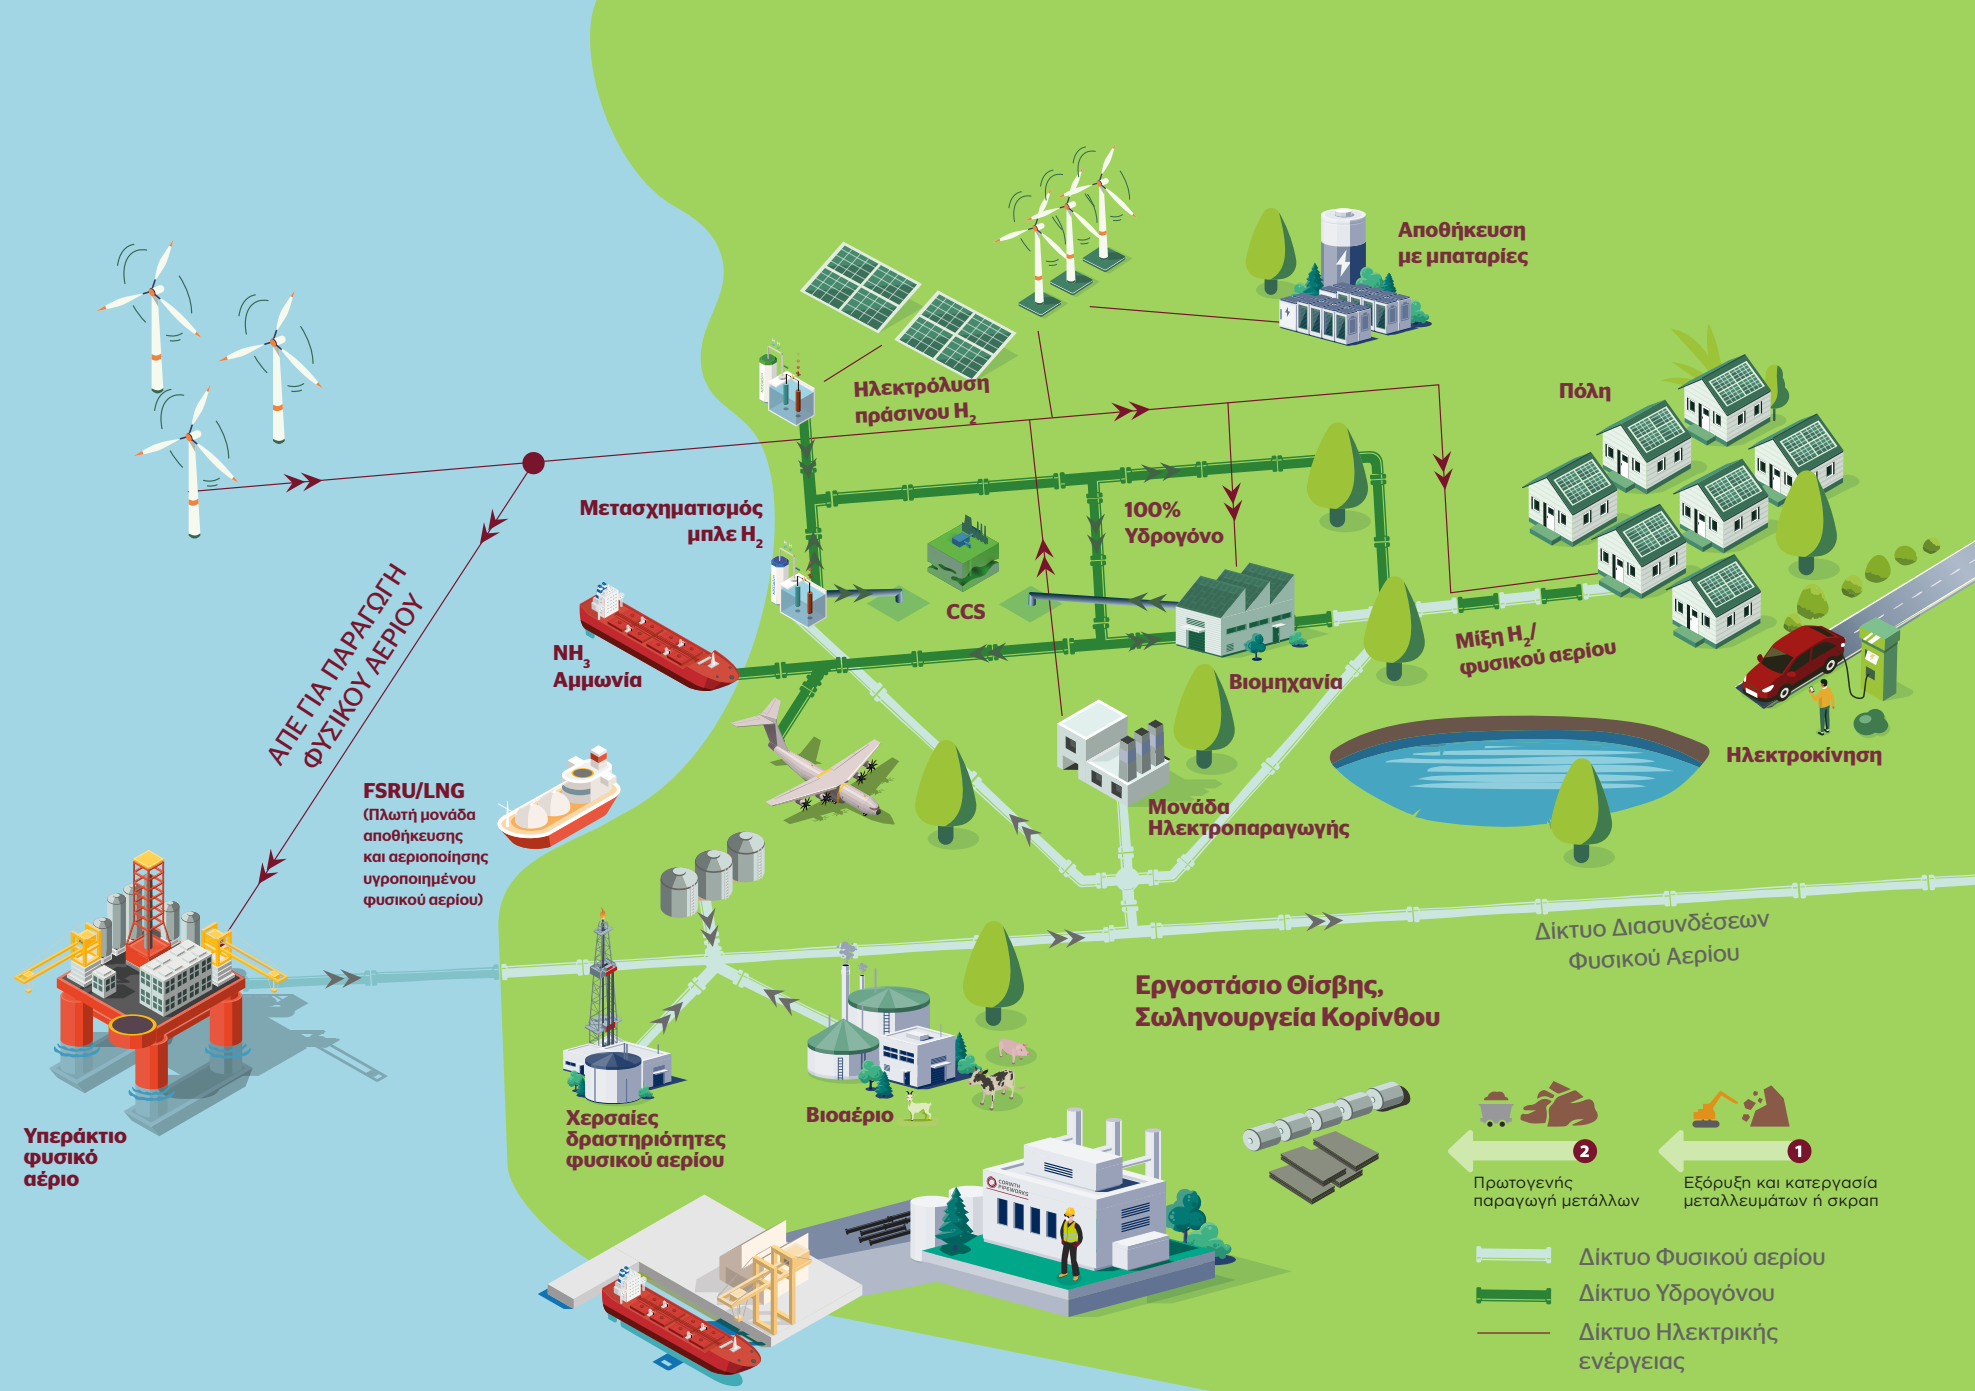 Αποθήκευση
με μπαταρίες
Ηλεκτρόλυση
πράσινου H2
Πόλη
Μετασχηματισμός
μπλε H2
100%
Υδρογόνο
CCS
NH3
Αμμωνία
Μίξη H2/
φυσικού αερίου
Βιομηχανία
ΑΠΕ ΓΙΑ ΠΑΡΑΓΩΓΗ
ΦΥΣΙΚΟΥ ΑΕΡΙΟΥ
Ηλεκτροκίνηση
FSRU/LNG
(Πλωτή μονάδα
αποθήκευσης
και αεριοποίησης
υγροποιημένου
φυσικού αερίου)
Μονάδα
Ηλεκτροπαραγωγής
Δίκτυο Διασυνδέσεων
Φυσικού Αερίου
Εργοστάσιο Θίσβης,
Σωληνουργεία Κορίνθου
Υπεράκτιο
φυσικό
αέριο
Χερσαίες
δραστηριότητες
φυσικού αερίου
Βιοαέριο
CORINTH
PIPEWORKS
2
Πρωτογενής
παραγωγή μετάλλων
1
Εξόρυξη και κατεργασία
μεταλλευμάτων ή σκραπ
Δίκτυο Φυσικού αερίου
Δίκτυο Υδρογόνου
Δίκτυο Ηλεκτρικής
ενέργειας